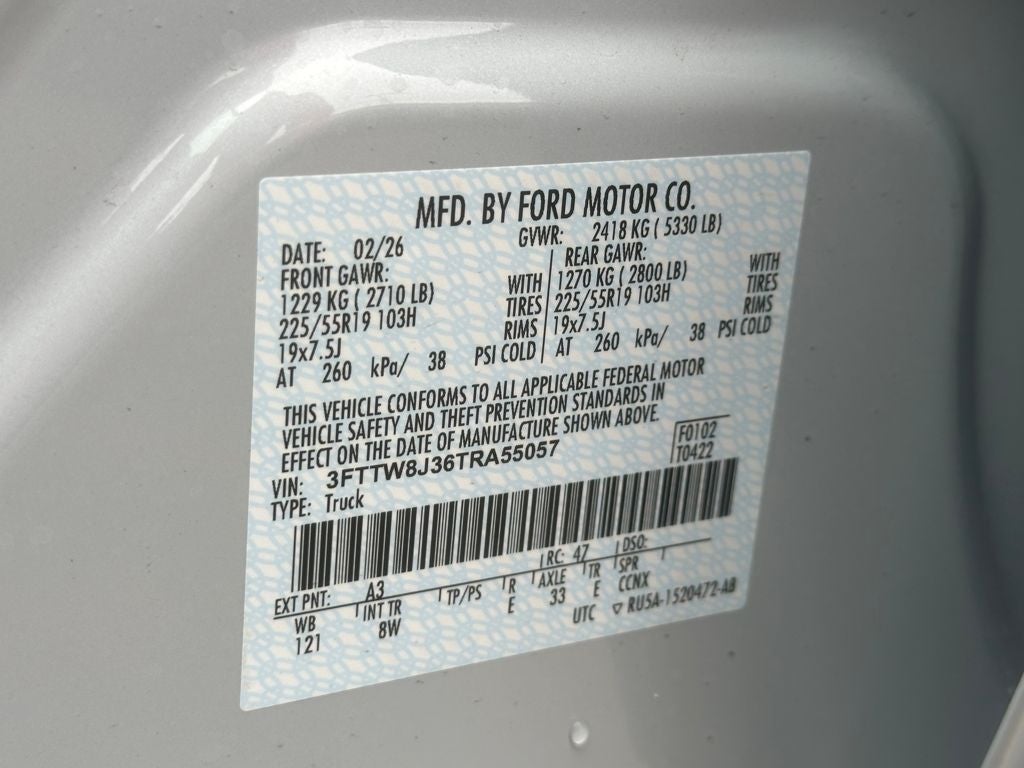 MFD. BY FORD MOTOR CO.
DATE: 02/26 GVWR: 2418 KG ( 5330 LB)
FRONT GAWR: REAR GAWR:
1229 KG ( 2710 LB) WITH 1270 KG ( 2800 LB) WITH
225/55R19 103H TIRES 225/55R19 103H TIRES
19x7.5J RIMS 19x7.5J RIMS
AT 260 kPa/ 38 PSI COLD AT 260 kPa/ 38 PSI COLD
THIS VEHICLE CONFORMS TO ALL APPLICABLE FEDERAL MOTOR
VEHICLE SAFETY AND THEFT PREVENTION STANDARDS IN
EFFECT ON THE DATE OF MANUFACTURE SHOWN ABOVE.
VIN: 3FTTW8J36TRA55057 F0102
TYPE: Truck T0422
EXT PNT: A3 RC: 47 DSO:
WB INT TR TP/PS R AXLE TR SPR
121 8W E 33 E CCNX
UTC ▽ RU5A-1520472-AB